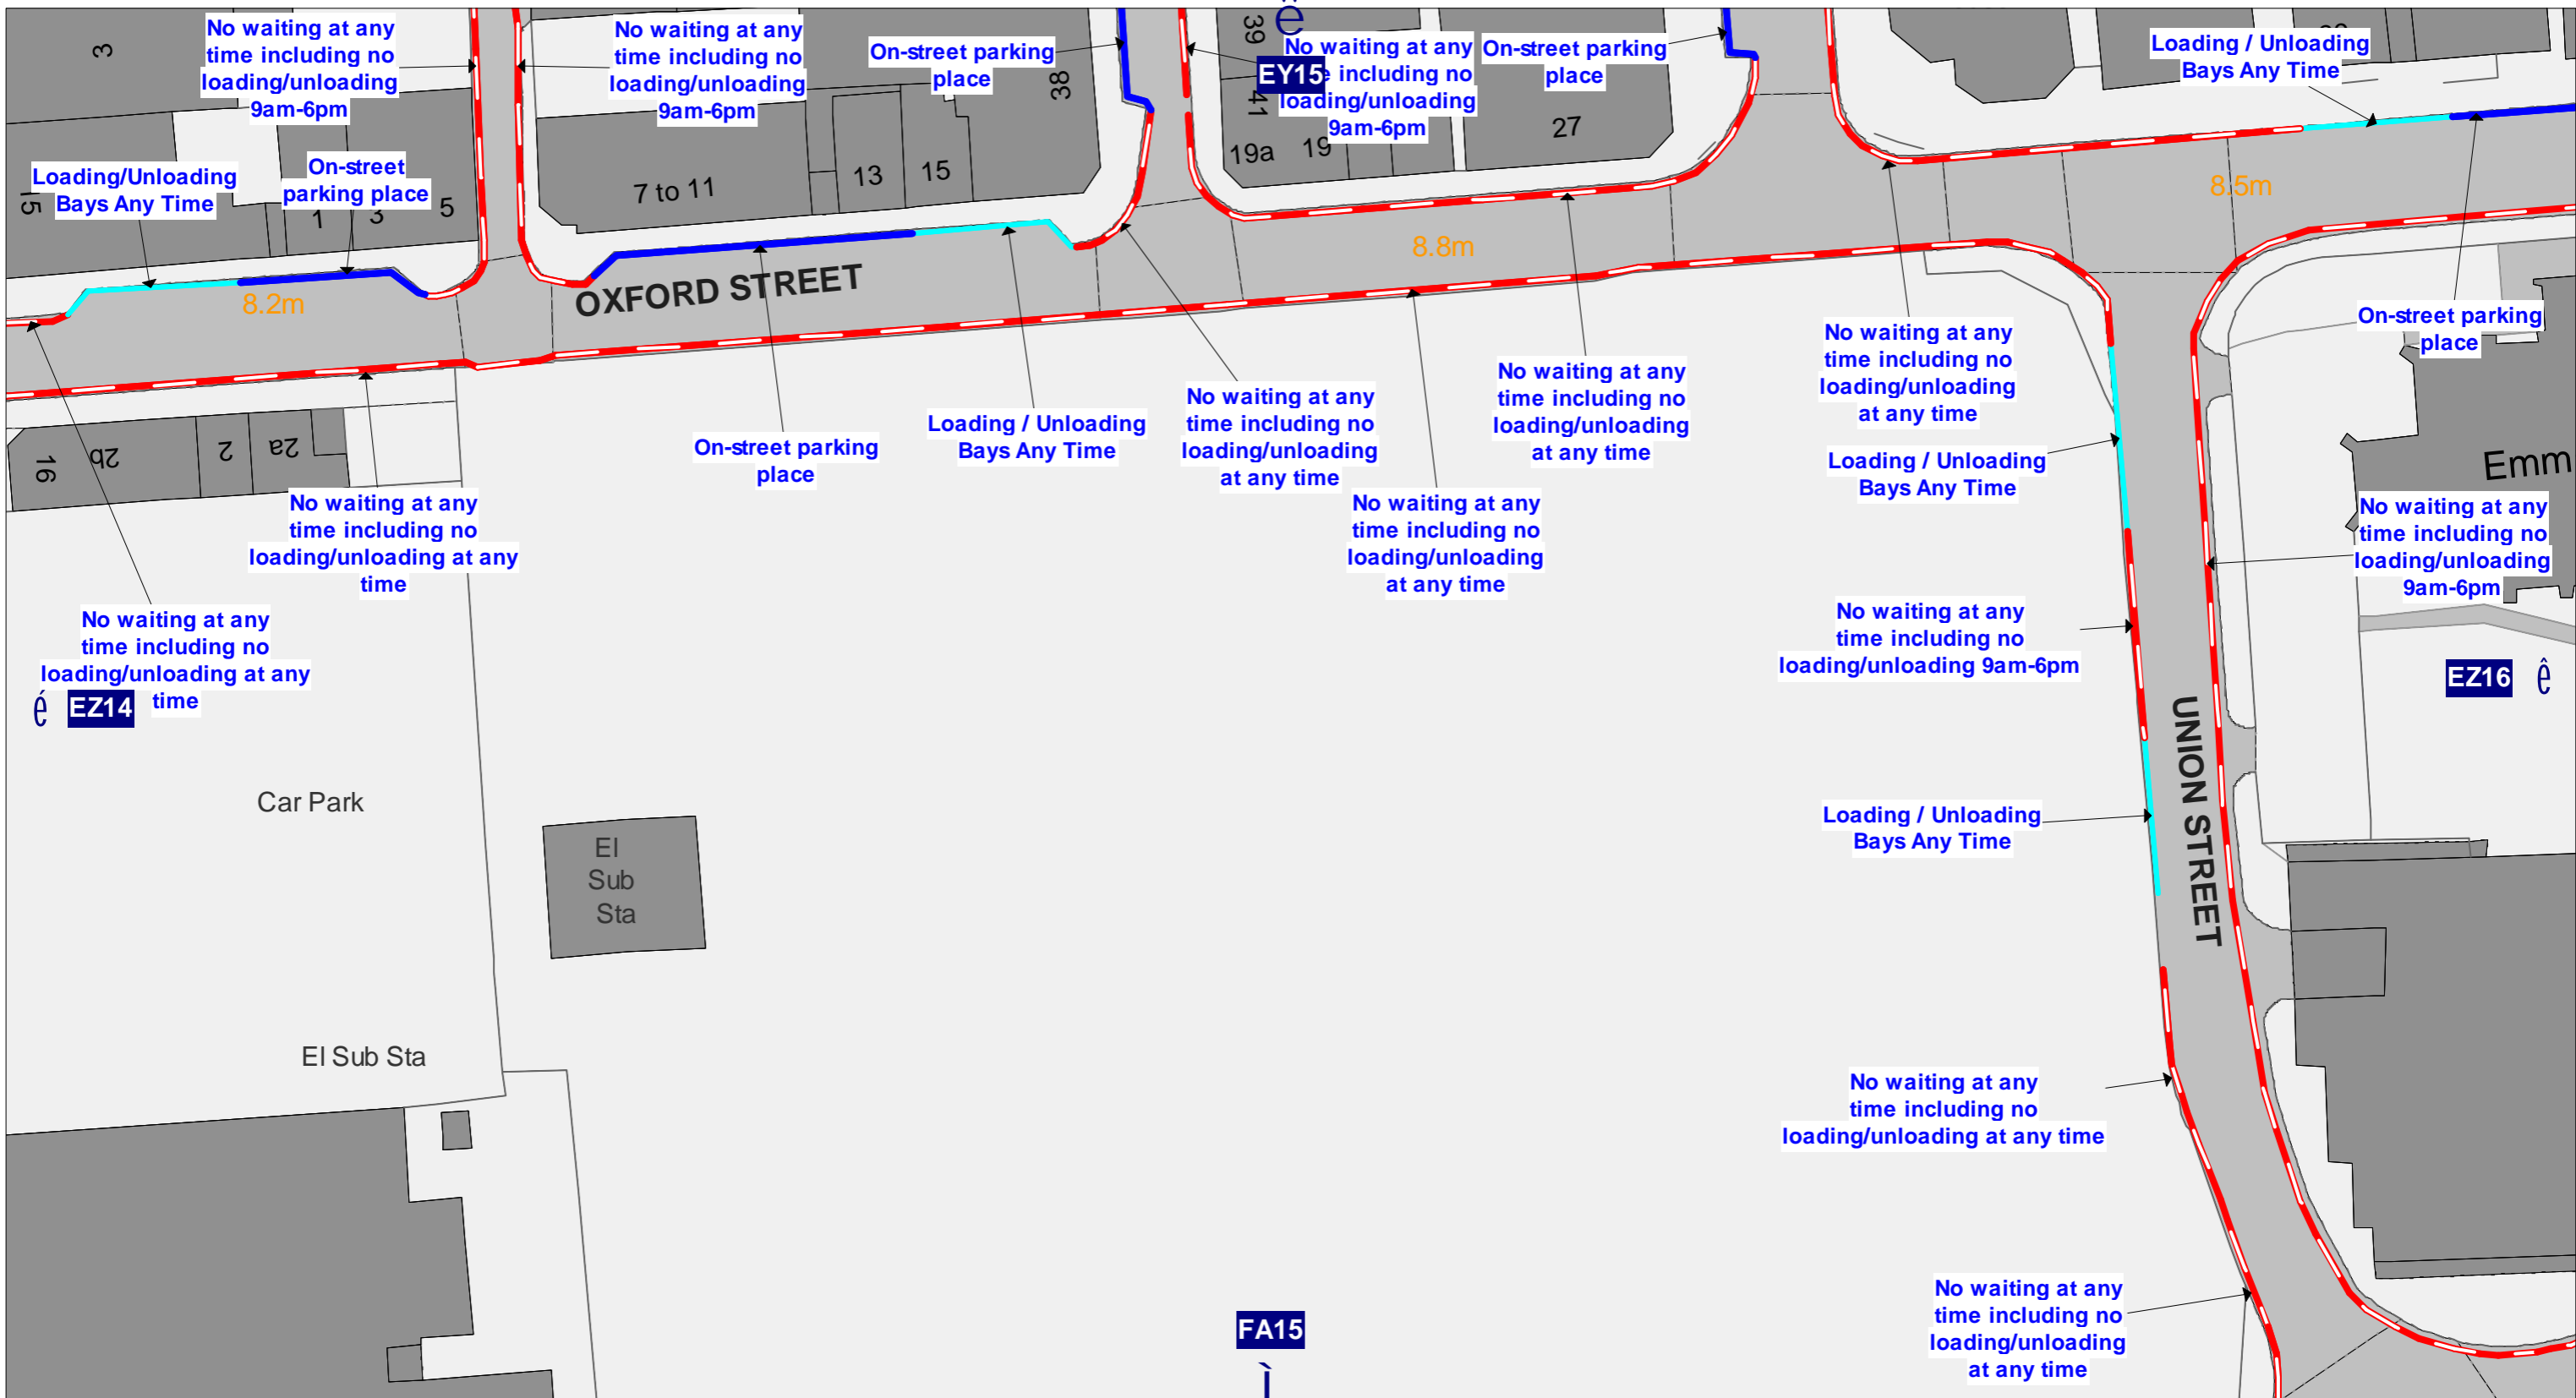 3
No waiting at any
time including no
loading/unloading
9am-6pm
No waiting at any
time including no
loading/unloading
9am-6pm
On-street parking
place
38
39
41
EY15
No waiting at any
including no
loading/unloading
9am-6pm
On-street parking
place
Loading / Unloading
Bays Any Time
Loading/Unloading
Bays Any Time
On-street
parking place
15
1
3
5
7 to 11
13
15
19a
19
27
8.5m
8.8m
8.2m
OXFORD STREET
On-street parking
place
No waiting at any
time including no
loading/unloading
at any time
No waiting at any
time including no
loading/unloading
at any time
No waiting at any
time including no
loading/unloading
at any time
Loading / Unloading
Bays Any Time
On-street parking
place
16
2b
2
2a
Loading / Unloading
Bays Any Time
Emm
No waiting at any
time including no
loading/unloading at any
time
No waiting at any
time including no
loading/unloading
at any time
No waiting at any
time including no
loading/unloading
9am-6pm
No waiting at any
time including no
loading/unloading at any
time
No waiting at any
time including no
loading/unloading 9am-6pm
é EZ14
EZ16 ê
UNION STREET
Car Park
Loading / Unloading
Bays Any Time
El
Sub
Sta
El Sub Sta
No waiting at any
time including no
loading/unloading at any time
No waiting at any
time including no
loading/unloading
at any time
FA15